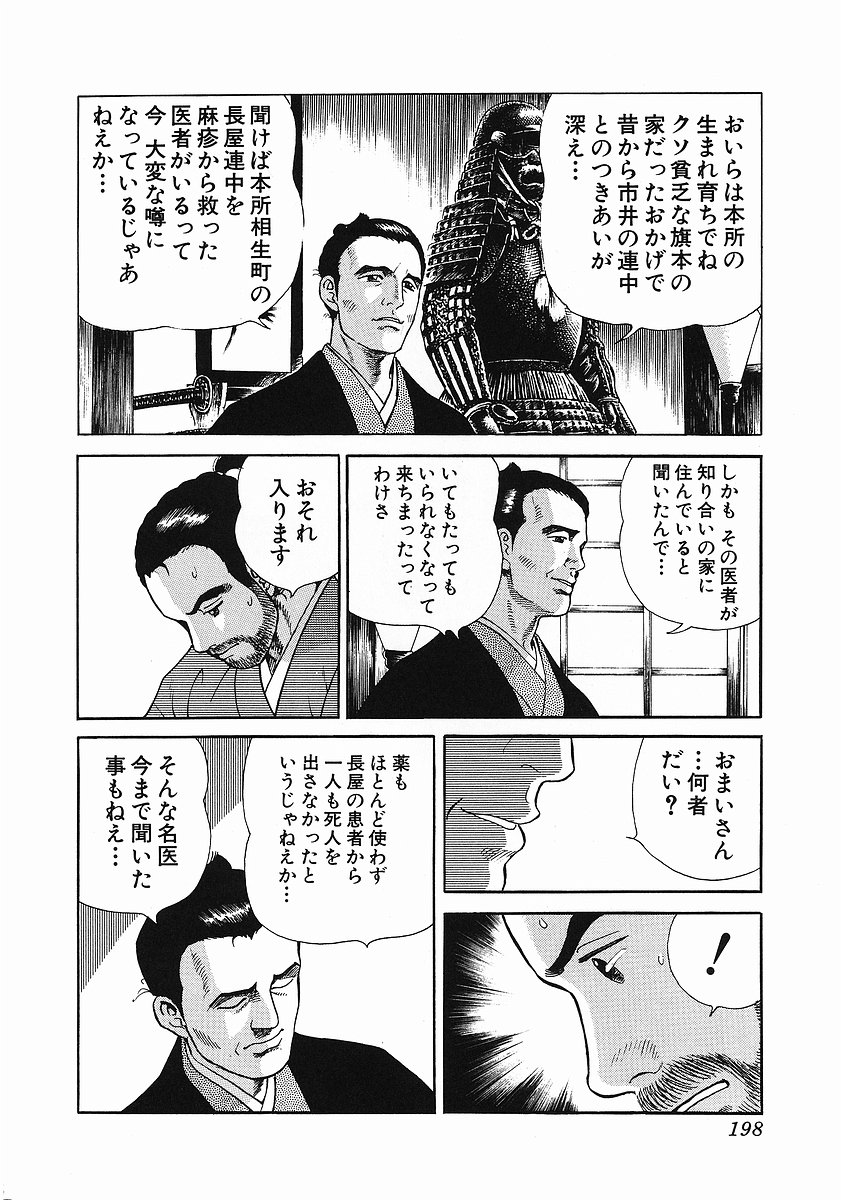 おいらは本所の
生まれ育ちでね
クソ貧乏な旗本の
家だったおかげで
昔から市井の連中
とのつきあいが
深え…
聞けば本所相生町の
長屋連中を
麻疹から救った
医者がいるって
今 大変な噂に
なっているじゃあ
ねえか…
しかも その医者が
知り合いの家に
住んでいると
聞いたんで…
いてもたっても
いられなくなって
来ちまったって
わけさ
おそれ
入ります
おまいさん
…何者
だい？
！
薬も
ほとんど使わず
長屋の患者から
一人も死人を
出さなかったと
いうじゃねえか…
そんな名医
今まで聞いた
事もねえ…
198